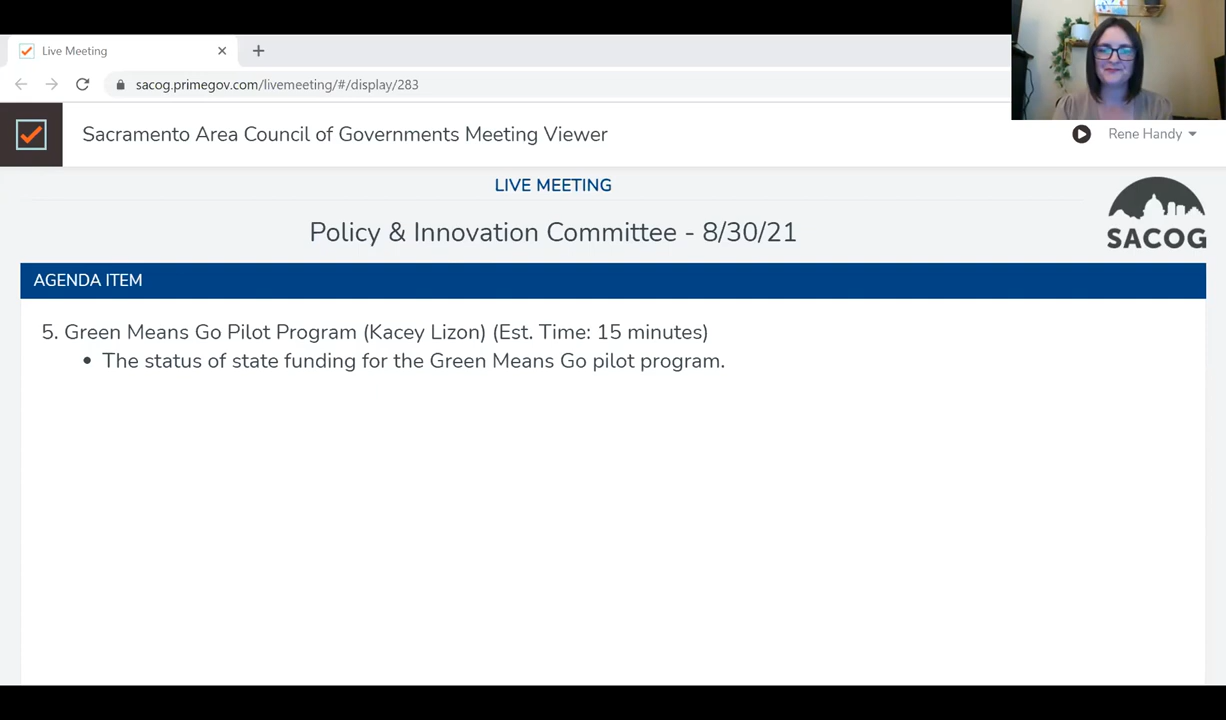 Live Meeting
sacog.primegov.com/livemeeting/#/display/283
Sacramento Area Council of Governments Meeting Viewer
Rene Handy
LIVE MEETING
Policy & Innovation Committee - 8/30/21
SACOG
AGENDA ITEM
5. Green Means Go Pilot Program (Kacey Lizon) (Est. Time: 15 minutes)
• The status of state funding for the Green Means Go pilot program.